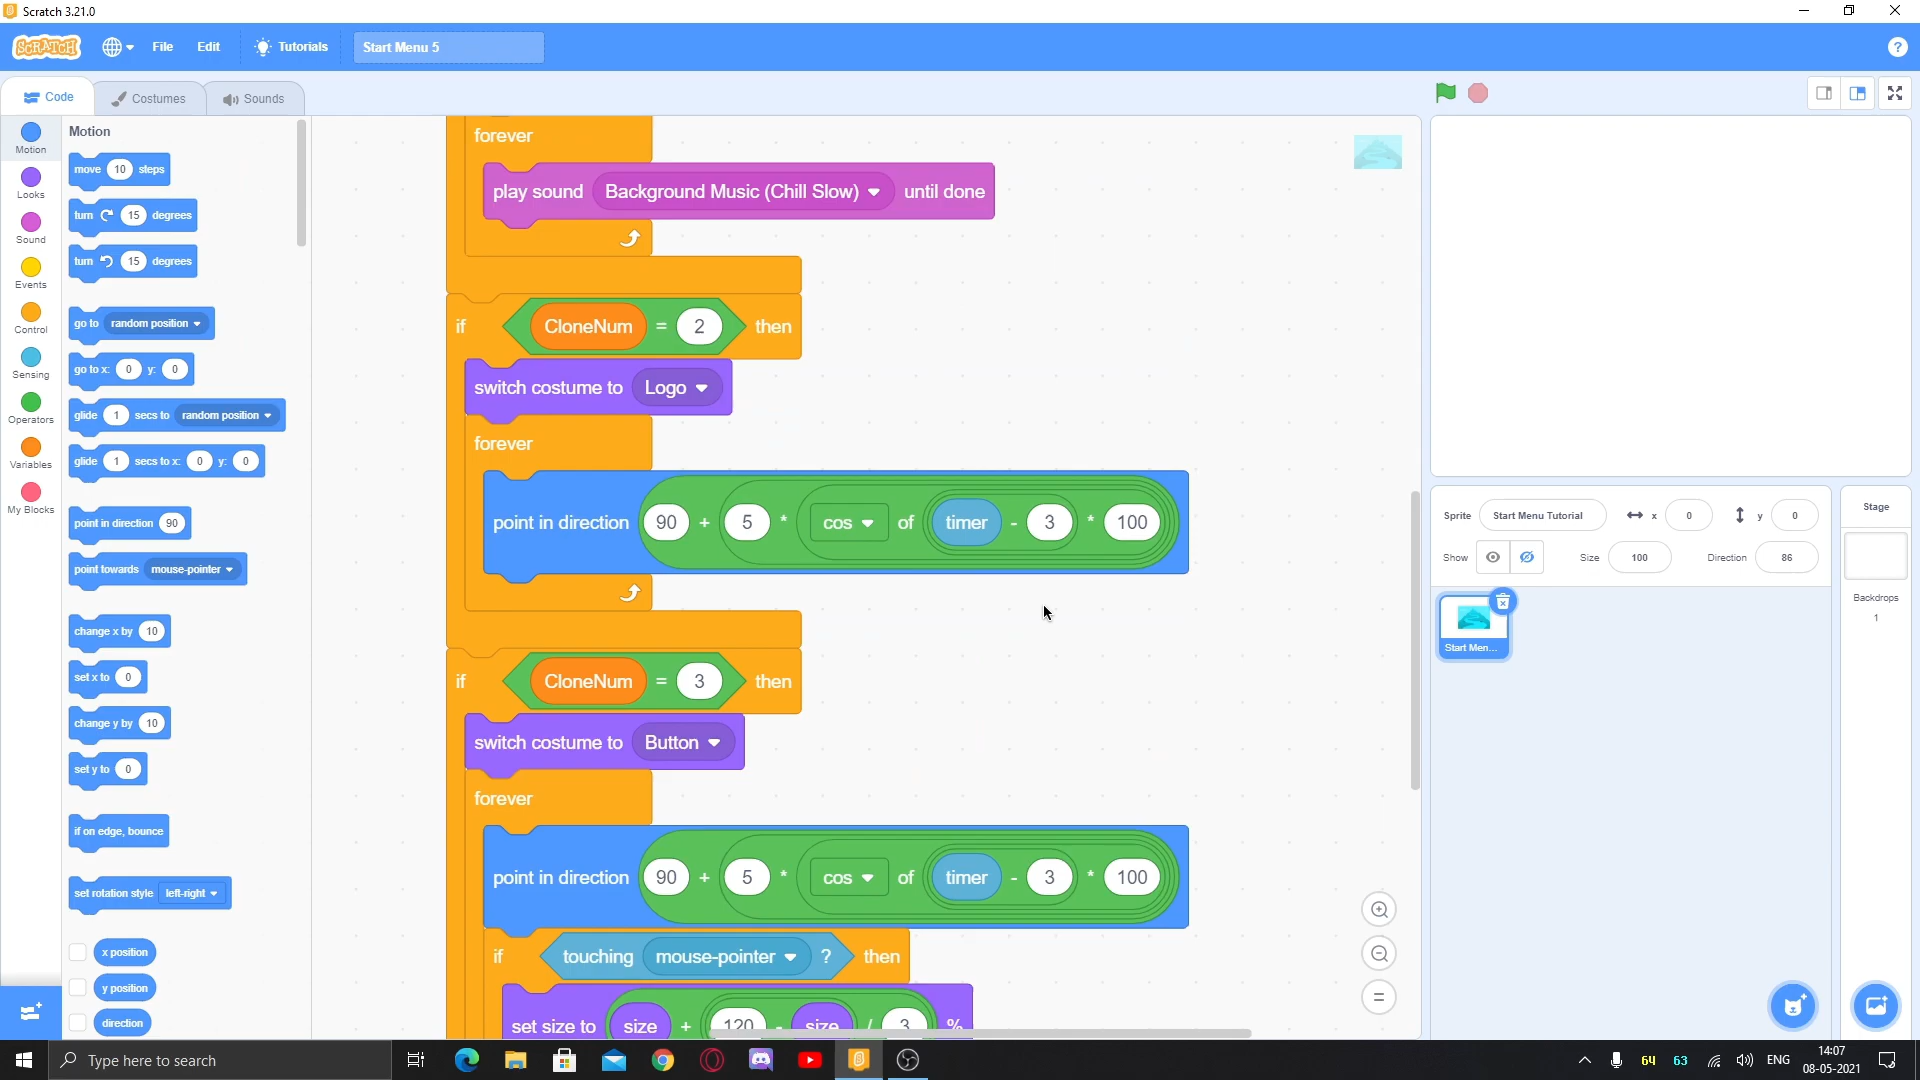 Scratch 3.21.0
SCRATCH File Edit Tutorials Start Menu 5 ?
Code Costumes Sounds
Motion
Looks
Sound
Events
Control
Sensing
Operators
Variables
My Blocks
Motion
move 10 steps
turn 15 degrees
turn 15 degrees
go to random position
go to x: 0 y: 0
glide 1 secs to random position
glide 1 secs to x: 0 y: 0
point in direction 90
point towards mouse-pointer
change x by 10
set x to 0
change y by 10
set y to 0
if on edge, bounce
set rotation style left-right
x position
y position
direction
forever
play sound Background Music (Chill Slow) until done
if CloneNum = 2 then
switch costume to Logo
forever
point in direction 90 + 5 * cos of timer - 3 * 100
if CloneNum = 3 then
switch costume to Button
forever
point in direction 90 + 5 * cos of timer - 3 * 100
if touching mouse-pointer ? then
set size to size + 120 - size / 3 %
Sprite Start Menu Tutorial x 0 y 0
Show Size 100 Direction 86
Start Men...
Stage
Backdrops
1
Type here to search
64 63 ENG 14:07
08-05-2021